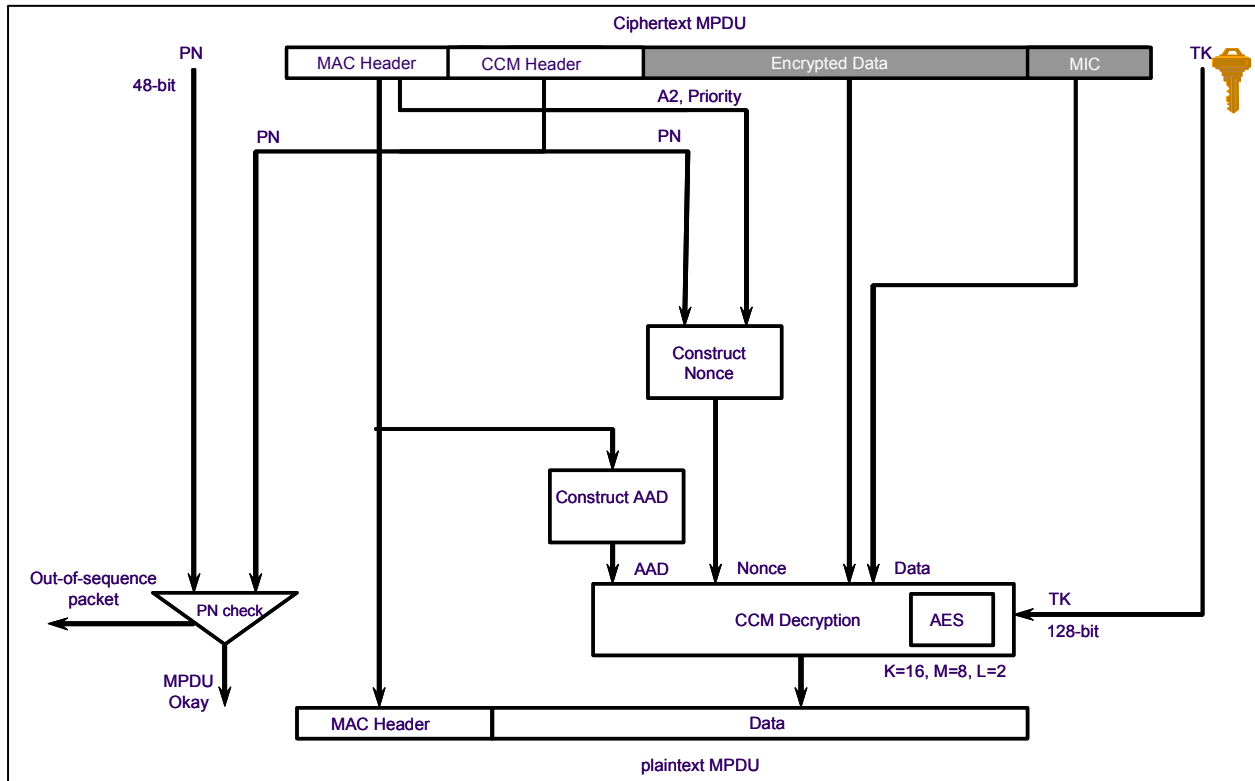 Ciphertext MPDU
PN
48-bit
MAC Header
CCM Header
Encrypted Data
MIC
TK
A2, Priority
PN
PN
Construct
Nonce
Construct AAD
AAD
Nonce
Data
Out-of-sequence
packet
PN check
CCM Decryption
AES
TK
128-bit
K=16, M=8, L=2
MPDU
Okay
MAC Header
Data
plaintext MPDU